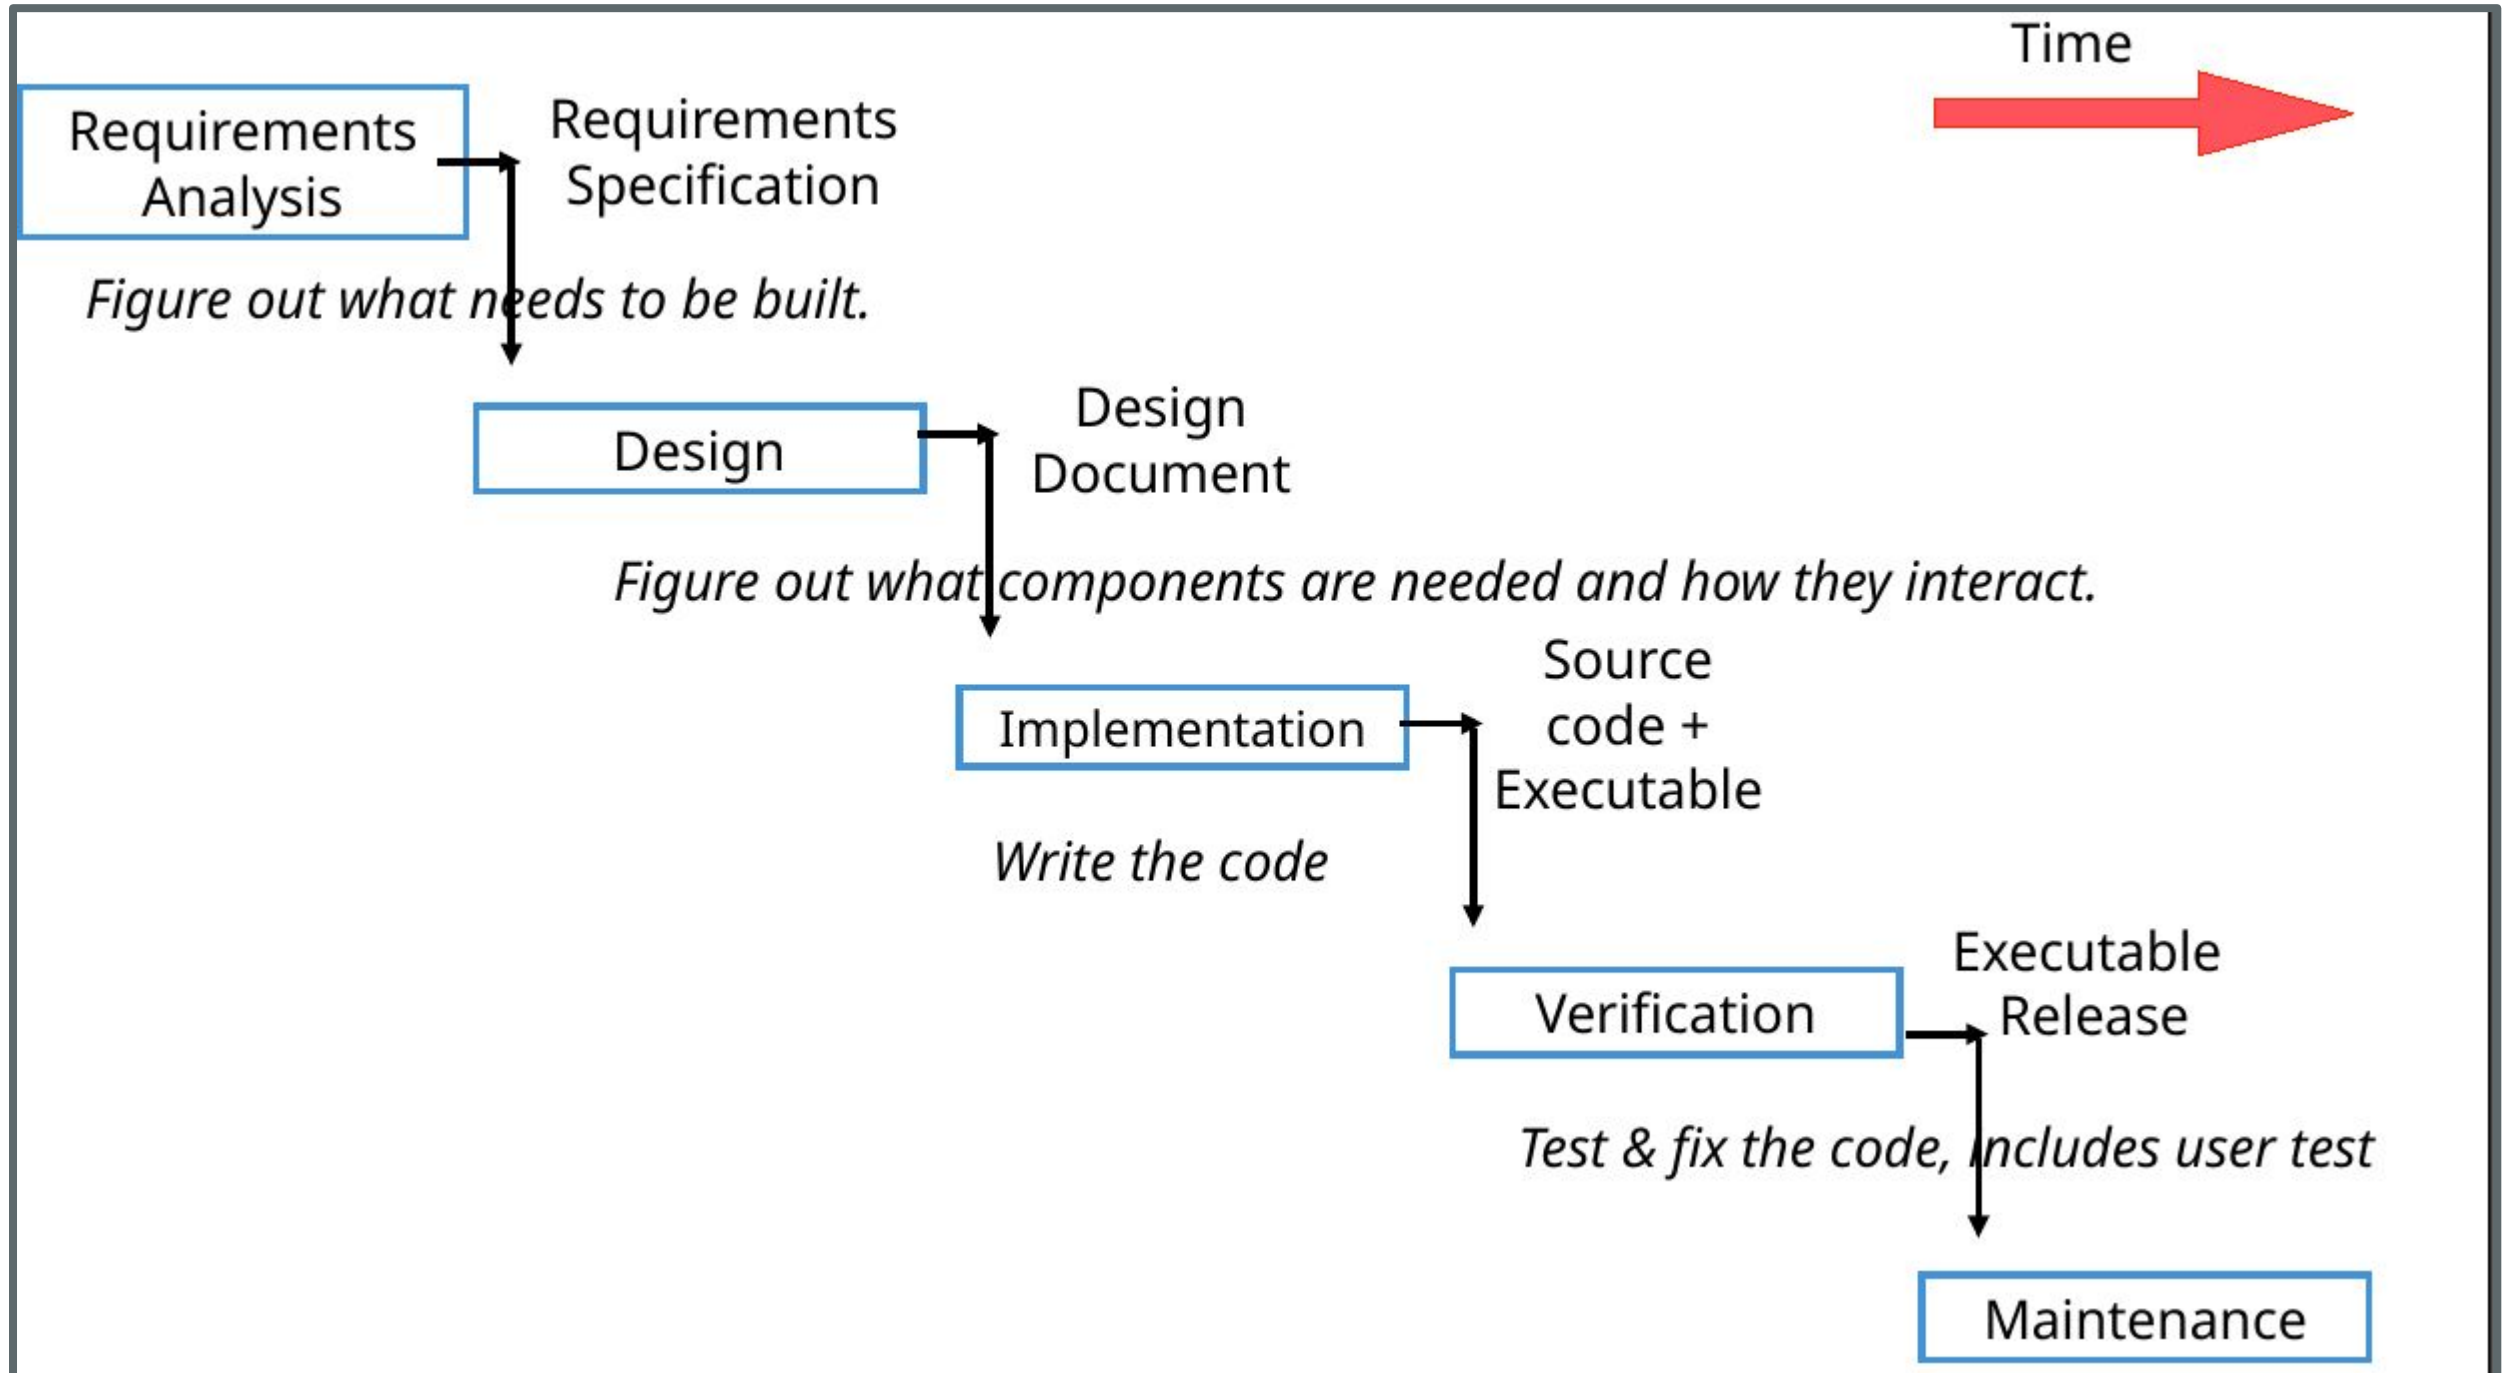 Time
Requirements
Analysis
Requirements
Specification
Figure out what needs to be built.
Design
Design
Document
Figure out what components are needed and how they interact.
Implementation
Source
code +
Executable
Write the code
Verification
Executable
Release
Test & fix the code, includes user test
Maintenance